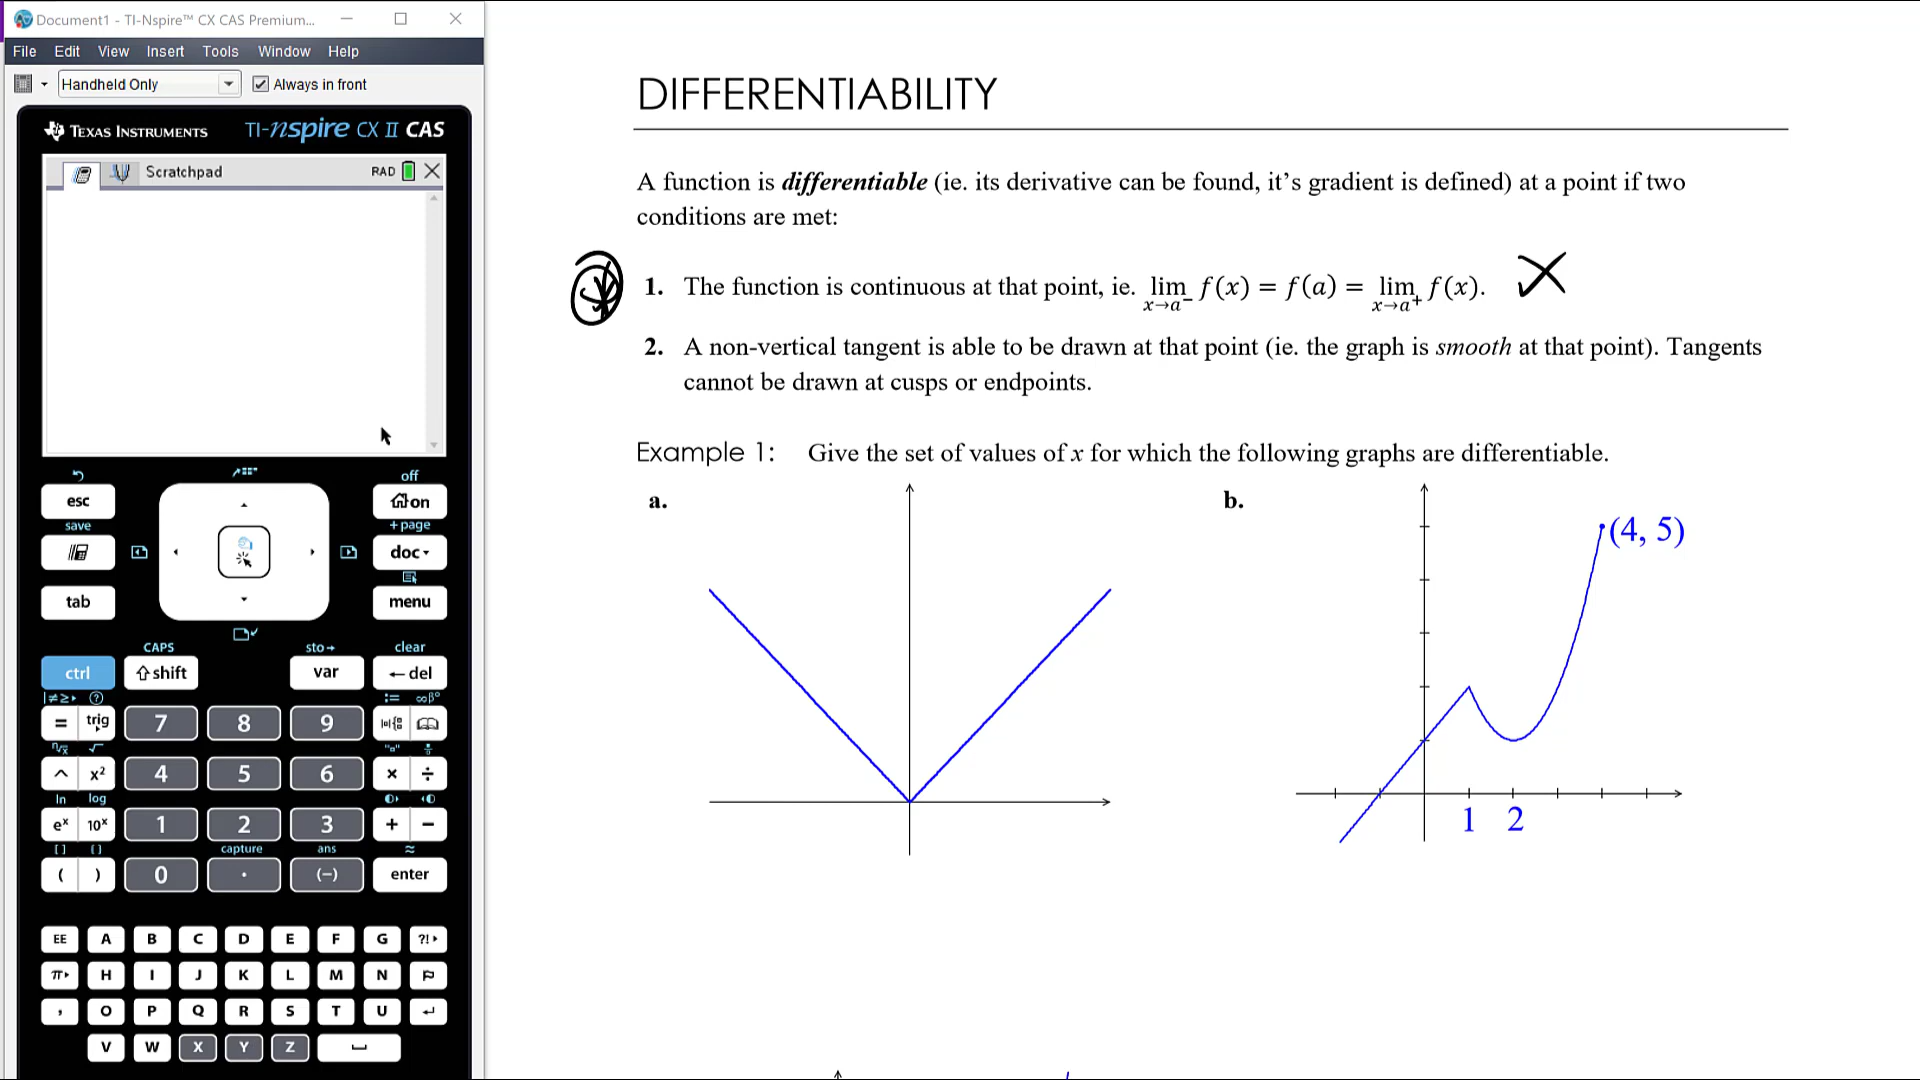 Document1 - TI-Nspire™ CX CAS Premium...
File Edit View Insert Tools Window Help
Handheld Only Always in front
TEXAS INSTRUMENTS TI-nspire CX II CAS
Scratchpad RAD
off
esc on
save + page
doc
tab menu
CAPS sto→ clear
ctrl ⇧shift var ←del
|≠≥▸ ? := ∞β°
= trig 7 8 9
ⁿ√x √ "▫"
^ x² 4 5 6 × ÷
ln log
eˣ 10ˣ 1 2 3 + −
[ ] { } capture ans ≈
( ) 0 . (−) enter
EE A B C D E F G ?!▸
π▸ H I J K L M N
, O P Q R S T U ↵
V W X Y Z
DIFFERENTIABILITY
A function is differentiable (ie. its derivative can be found, it’s gradient is defined) at a point if two
conditions are met:
1. The function is continuous at that point, ie. lim x→a⁻ f(x) = f(a) = lim x→a⁺ f(x).
2. A non-vertical tangent is able to be drawn at that point (ie. the graph is smooth at that point). Tangents
cannot be drawn at cusps or endpoints.
Example 1: Give the set of values of x for which the following graphs are differentiable.
a. b.
(4, 5)
1 2